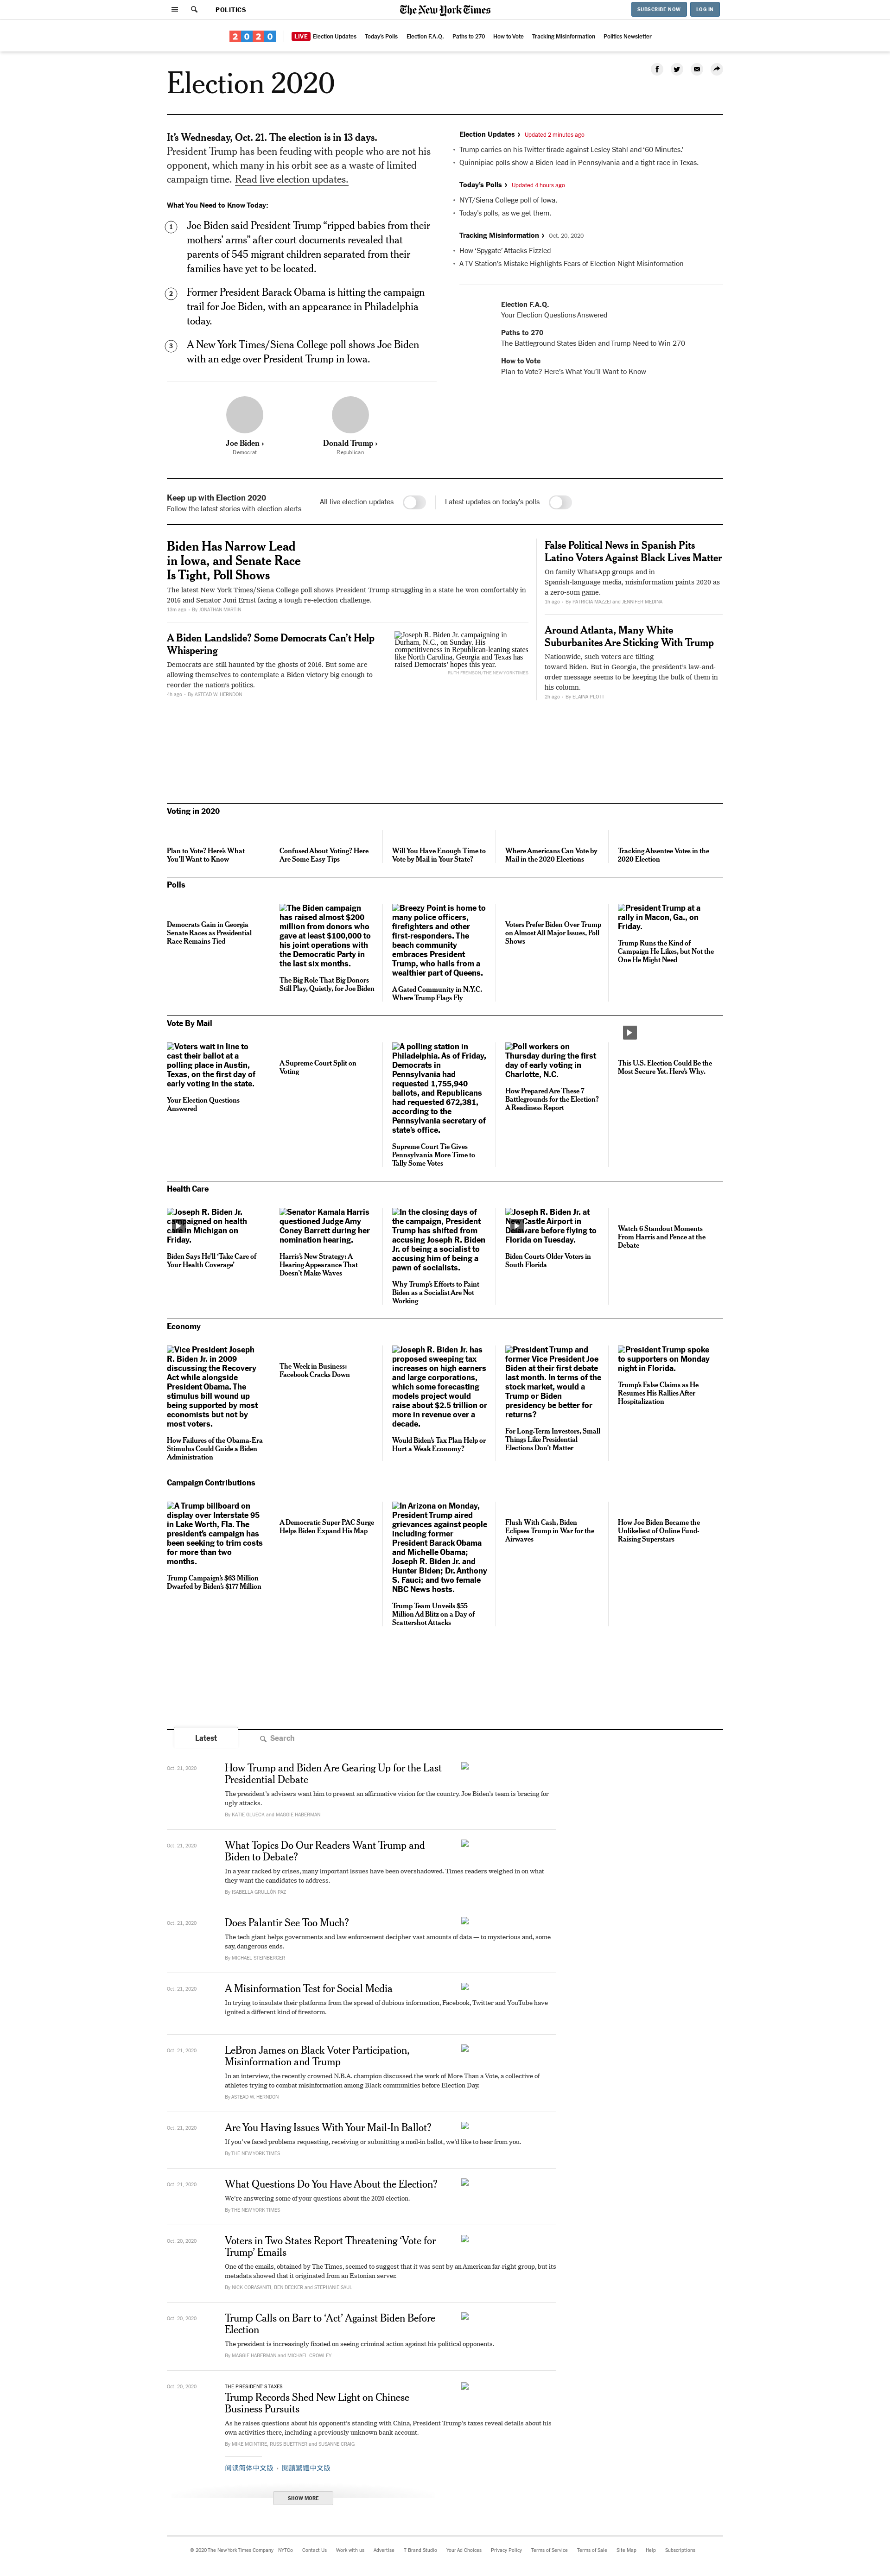 POLITICS
The New York Times
SUBSCRIBE NOW
LOG IN
2020
LIVE Election Updates Today's Polls Election F.A.Q. Paths to 270 How to Vote Tracking Misinformation Politics Newsletter
Election 2020
It's Wednesday, Oct. 21. The election is in 13 days.
President Trump has been feuding with people who are not his
opponent, which many in his orbit see as a waste of limited
campaign time. Read live election updates.
What You Need to Know Today:
1 Joe Biden said President Trump “ripped babies from their
mothers' arms” after court documents revealed that
parents of 545 migrant children separated from their
families have yet to be located.
2 Former President Barack Obama is hitting the campaign
trail for Joe Biden, with an appearance in Philadelphia
today.
3 A New York Times/Siena College poll shows Joe Biden
with an edge over President Trump in Iowa.
Joe Biden ›
Democrat
Donald Trump ›
Republican
Election Updates › Updated 2 minutes ago
• Trump carries on his Twitter tirade against Lesley Stahl and ‘60 Minutes.’
• Quinnipiac polls show a Biden lead in Pennsylvania and a tight race in Texas.
Today's Polls › Updated 4 hours ago
• NYT/Siena College poll of Iowa.
• Today's polls, as we get them.
Tracking Misinformation › Oct. 20, 2020
• How ‘Spygate’ Attacks Fizzled
• A TV Station's Mistake Highlights Fears of Election Night Misinformation
Election F.A.Q.
Your Election Questions Answered
Paths to 270
The Battleground States Biden and Trump Need to Win 270
How to Vote
Plan to Vote? Here's What You'll Want to Know
Keep up with Election 2020
Follow the latest stories with election alerts
All live election updates
Latest updates on today's polls
Biden Has Narrow Lead
in Iowa, and Senate Race
Is Tight, Poll Shows
The latest New York Times/Siena College poll shows President Trump struggling in a state he won comfortably in
2016 and Senator Joni Ernst facing a tough re-election challenge.
13m ago · By JONATHAN MARTIN
A Biden Landslide? Some Democrats Can't Help
Whispering
Democrats are still haunted by the ghosts of 2016. But some are
allowing themselves to contemplate a Biden victory big enough to
reorder the nation's politics.
4h ago · By ASTEAD W. HERNDON
Joseph R. Biden Jr. campaigning in
Durham, N.C., on Sunday. His
competitiveness in Republican-leaning states
like North Carolina, Georgia and Texas has
raised Democrats' hopes this year.
RUTH FREMSON/THE NEW YORK TIMES
False Political News in Spanish Pits
Latino Voters Against Black Lives Matter
On family WhatsApp groups and in
Spanish-language media, misinformation paints 2020 as
a zero-sum game.
1h ago · By PATRICIA MAZZEI and JENNIFER MEDINA
Around Atlanta, Many White
Suburbanites Are Sticking With Trump
Nationwide, such voters are tilting
toward Biden. But in Georgia, the president's law-and-
order message seems to be keeping the bulk of them in
his column.
2h ago · By ELAINA PLOTT
Voting in 2020
Plan to Vote? Here's What
You'll Want to Know
Confused About Voting? Here
Are Some Easy Tips
Will You Have Enough Time to
Vote by Mail in Your State?
Where Americans Can Vote by
Mail in the 2020 Elections
Tracking Absentee Votes in the
2020 Election
Polls
Democrats Gain in Georgia
Senate Races as Presidential
Race Remains Tied
The Biden campaign
has raised almost $200
million from donors who
gave at least $100,000 to
his joint operations with
the Democratic Party in
the last six months.
The Big Role That Big Donors
Still Play, Quietly, for Joe Biden
Breezy Point is home to
many police officers,
firefighters and other
first-responders. The
beach community
embraces President
Trump, who hails from a
wealthier part of Queens.
A Gated Community in N.Y.C.
Where Trump Flags Fly
Voters Prefer Biden Over Trump
on Almost All Major Issues, Poll
Shows
President Trump at a
rally in Macon, Ga., on
Friday.
Trump Runs the Kind of
Campaign He Likes, but Not the
One He Might Need
Vote By Mail
Voters wait in line to
cast their ballot at a
polling place in Austin,
Texas, on the first day of
early voting in the state.
Your Election Questions
Answered
A Supreme Court Split on
Voting
A polling station in
Philadelphia. As of Friday,
Democrats in
Pennsylvania had
requested 1,755,940
ballots, and Republicans
had requested 672,381,
according to the
Pennsylvania secretary of
state's office.
Supreme Court Tie Gives
Pennsylvania More Time to
Tally Some Votes
Poll workers on
Thursday during the first
day of early voting in
Charlotte, N.C.
How Prepared Are These 7
Battlegrounds for the Election?
A Readiness Report
This U.S. Election Could Be the
Most Secure Yet. Here's Why.
Health Care
Joseph R. Biden Jr.
campaigned on health
care in Michigan on
Friday.
Biden Says He'll ‘Take Care of
Your Health Coverage’
Senator Kamala Harris
questioned Judge Amy
Coney Barrett during her
nomination hearing.
Harris's New Strategy: A
Hearing Appearance That
Doesn't Make Waves
In the closing days of
the campaign, President
Trump has shifted from
accusing Joseph R. Biden
Jr. of being a socialist to
accusing him of being a
pawn of socialists.
Why Trump's Efforts to Paint
Biden as a Socialist Are Not
Working
Joseph R. Biden Jr. at
New Castle Airport in
Delaware before flying to
Florida on Tuesday.
Biden Courts Older Voters in
South Florida
Watch 6 Standout Moments
From Harris and Pence at the
Debate
Economy
Vice President Joseph
R. Biden Jr. in 2009
discussing the Recovery
Act while alongside
President Obama. The
stimulus bill wound up
being supported by most
economists but not by
most voters.
How Failures of the Obama-Era
Stimulus Could Guide a Biden
Administration
The Week in Business:
Facebook Cracks Down
Joseph R. Biden Jr. has
proposed sweeping tax
increases on high earners
and large corporations,
which some forecasting
models project would
raise about $2.5 trillion or
more in revenue over a
decade.
Would Biden's Tax Plan Help or
Hurt a Weak Economy?
President Trump and
former Vice President Joe
Biden at their first debate
last month. In terms of the
stock market, would a
Trump or Biden
presidency be better for
returns?
For Long-Term Investors, Small
Things Like Presidential
Elections Don't Matter
President Trump spoke
to supporters on Monday
night in Florida.
Trump's False Claims as He
Resumes His Rallies After
Hospitalization
Campaign Contributions
A Trump billboard on
display over Interstate 95
in Lake Worth, Fla. The
president's campaign has
been seeking to trim costs
for more than two
months.
Trump Campaign's $63 Million
Dwarfed by Biden's $177 Million
A Democratic Super PAC Surge
Helps Biden Expand His Map
In Arizona on Monday,
President Trump aired
grievances against people
including former
President Barack Obama
and Michelle Obama;
Joseph R. Biden Jr. and
Hunter Biden; Dr. Anthony
S. Fauci; and two female
NBC News hosts.
Trump Team Unveils $55
Million Ad Blitz on a Day of
Scattershot Attacks
Flush With Cash, Biden
Eclipses Trump in War for the
Airwaves
How Joe Biden Became the
Unlikeliest of Online Fund-
Raising Superstars
Latest
Search
Oct. 21, 2020
How Trump and Biden Are Gearing Up for the Last
Presidential Debate
The president's advisers want him to present an affirmative vision for the country. Joe Biden's team is bracing for
ugly attacks.
By KATIE GLUECK and MAGGIE HABERMAN
Oct. 21, 2020
What Topics Do Our Readers Want Trump and
Biden to Debate?
In a year racked by crises, many important issues have been overshadowed. Times readers weighed in on what
they want the candidates to address.
By ISABELLA GRULLÓN PAZ
Oct. 21, 2020
Does Palantir See Too Much?
The tech giant helps governments and law enforcement decipher vast amounts of data — to mysterious and, some
say, dangerous ends.
By MICHAEL STEINBERGER
Oct. 21, 2020
A Misinformation Test for Social Media
In trying to insulate their platforms from the spread of dubious information, Facebook, Twitter and YouTube have
ignited a different kind of firestorm.
Oct. 21, 2020
LeBron James on Black Voter Participation,
Misinformation and Trump
In an interview, the recently crowned N.B.A. champion discussed the work of More Than a Vote, a collective of
athletes trying to combat misinformation among Black communities before Election Day.
By ASTEAD W. HERNDON
Oct. 21, 2020
Are You Having Issues With Your Mail-In Ballot?
If you've faced problems requesting, receiving or submitting a mail-in ballot, we'd like to hear from you.
By THE NEW YORK TIMES
Oct. 21, 2020
What Questions Do You Have About the Election?
We're answering some of your questions about the 2020 election.
By THE NEW YORK TIMES
Oct. 20, 2020
Voters in Two States Report Threatening ‘Vote for
Trump’ Emails
One of the emails, obtained by The Times, seemed to suggest that it was sent by an American far-right group, but its
metadata showed that it originated from an Estonian server.
By NICK CORASANITI, BEN DECKER and STEPHANIE SAUL
Oct. 20, 2020
Trump Calls on Barr to ‘Act’ Against Biden Before
Election
The president is increasingly fixated on seeing criminal action against his political opponents.
By MAGGIE HABERMAN and MICHAEL CROWLEY
Oct. 20, 2020
THE PRESIDENT'S TAXES
Trump Records Shed New Light on Chinese
Business Pursuits
As he raises questions about his opponent's standing with China, President Trump's taxes reveal details about his
own activities there, including a previously unknown bank account.
By MIKE MCINTIRE, RUSS BUETTNER and SUSANNE CRAIG
阅读简体中文版 · 閱讀繁體中文版
SHOW MORE
© 2020 The New York Times Company NYTCo Contact Us Work with us Advertise T Brand Studio Your Ad Choices Privacy Policy Terms of Service Terms of Sale Site Map Help Subscriptions